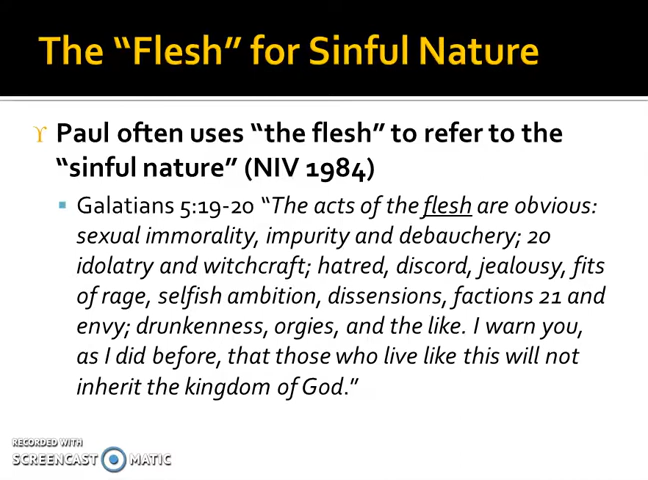 The “Flesh” for Sinful Nature
Paul often uses “the flesh” to refer to the
“sinful nature” (NIV 1984)
Galatians 5:19-20 “The acts of the flesh are obvious:
sexual immorality, impurity and debauchery; 20
idolatry and witchcraft; hatred, discord, jealousy, fits
of rage, selfish ambition, dissensions, factions 21 and
envy; drunkenness, orgies, and the like. I warn you,
as I did before, that those who live like this will not
inherit the kingdom of God.”
RECORDED WITH
SCREENCAST MATIC